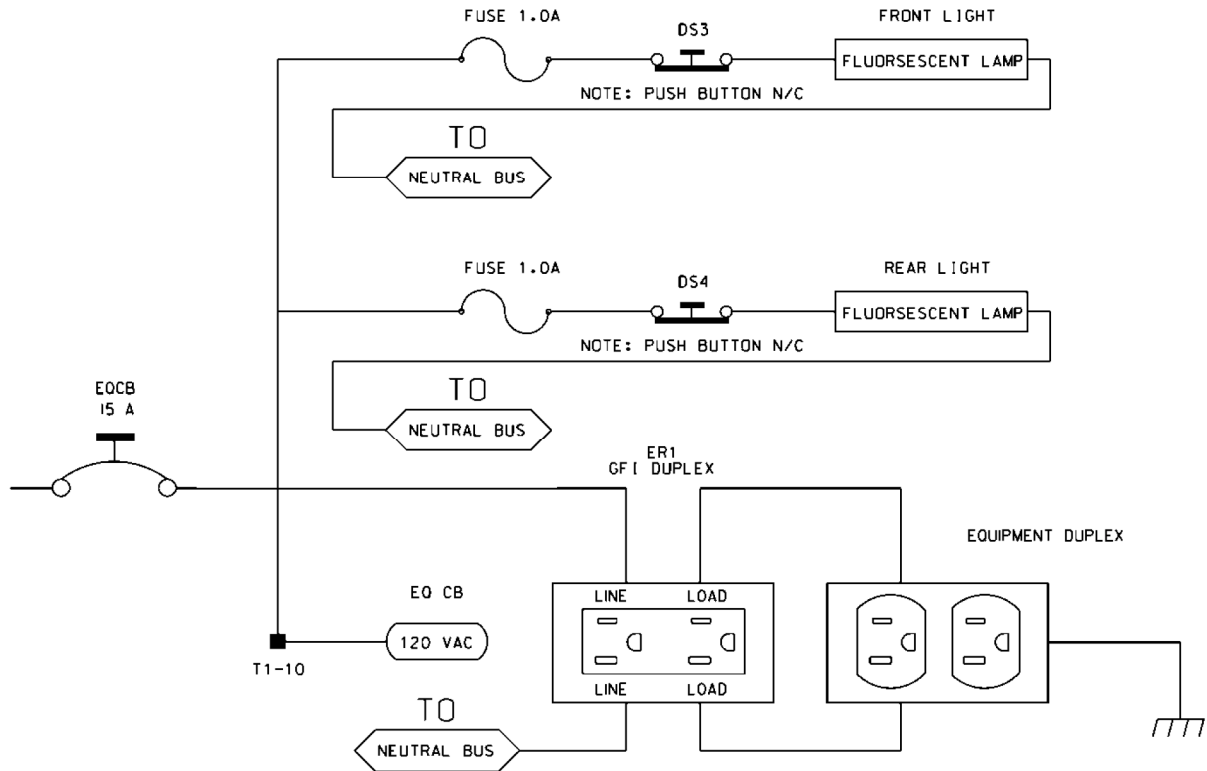 FUSE 1.0A
DS3
FRONT LIGHT
FLUORSESCENT LAMP
NOTE: PUSH BUTTON N/C
TO
NEUTRAL BUS
FUSE 1.0A
DS4
REAR LIGHT
FLUORSESCENT LAMP
NOTE: PUSH BUTTON N/C
TO
NEUTRAL BUS
EQCB
15 A
ER1
GFI DUPLEX
EQUIPMENT DUPLEX
EQ CB
120 VAC
T1-10
LINE LOAD
LINE LOAD
TO
NEUTRAL BUS